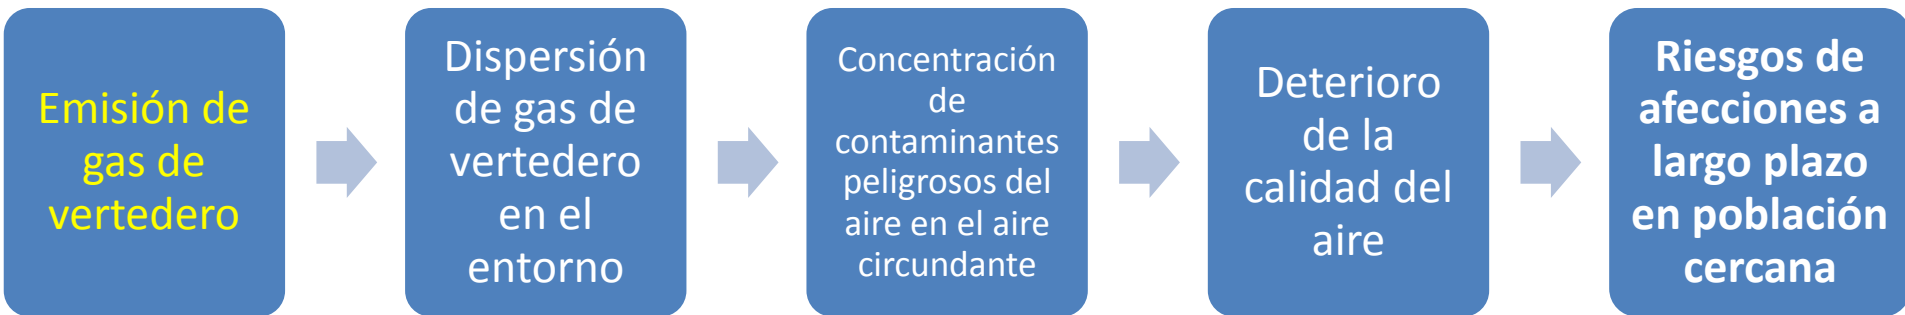 Emisión de
gas de
vertedero
Dispersión
de gas de
vertedero
en el
entorno
Concentración
de
contaminantes
peligrosos del
aire en el aire
circundante
Deterioro
de la
calidad del
aire
Riesgos de
afecciones a
largo plazo
en población
cercana